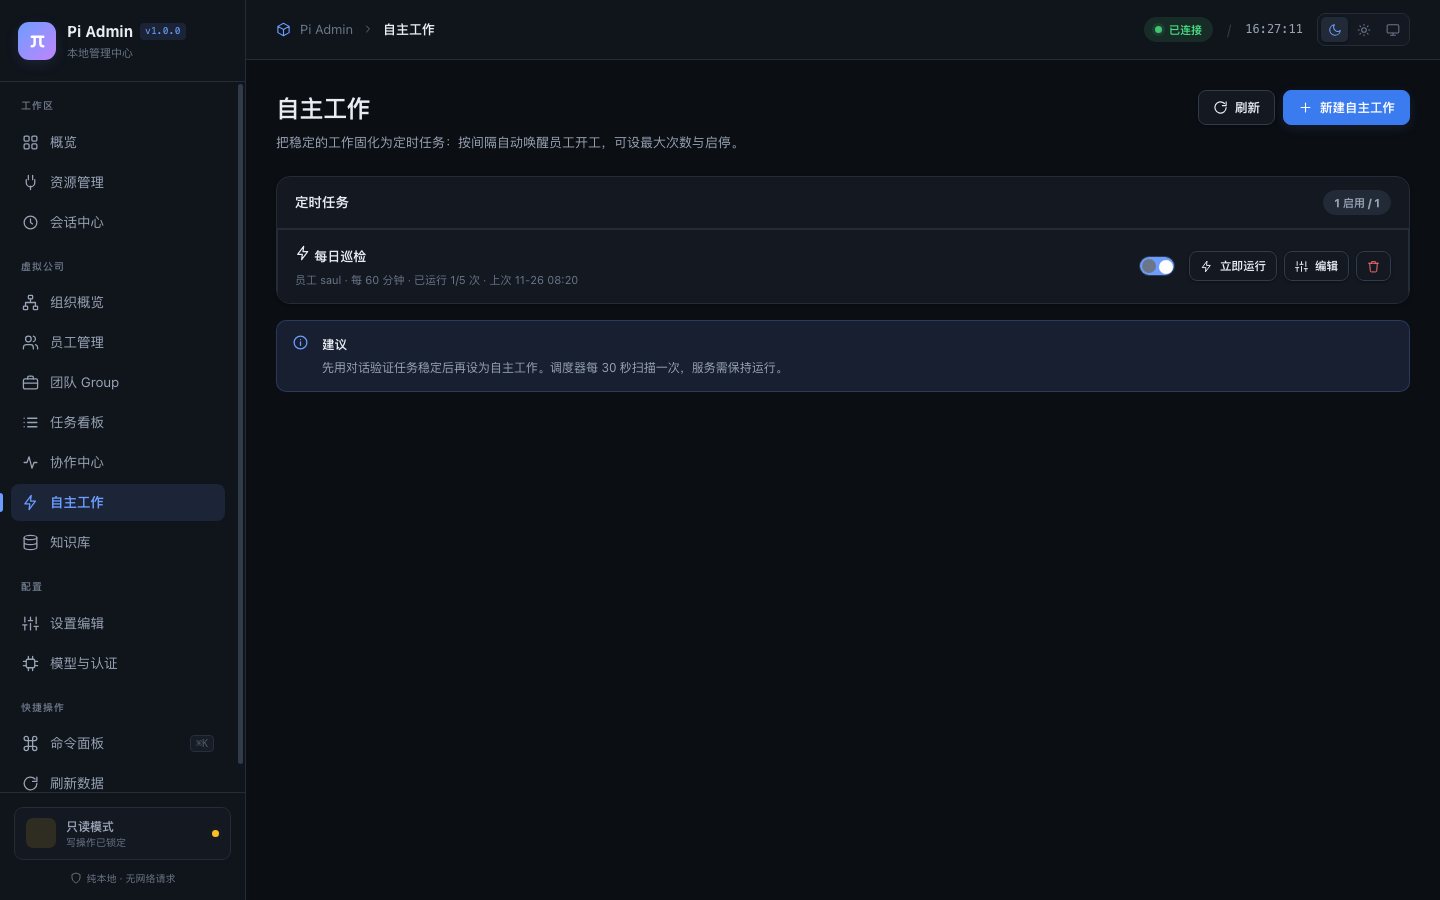 π
Pi Admin v1.0.0
本地管理中心
工作区
概览
资源管理
会话中心
虚拟公司
组织概览
员工管理
团队 Group
任务看板
协作中心
自主工作
知识库
配置
设置编辑
模型与认证
快捷操作
命令面板 ⌘K
刷新数据
只读模式
写操作已锁定
纯本地 · 无网络请求
Pi Admin > 自主工作
已连接 / 16:27:11
自主工作
把稳定的工作固化为定时任务：按间隔自动唤醒员工开工，可设最大次数与启停。
刷新
新建自主工作
定时任务
1 启用 / 1
每日巡检
员工 saul · 每 60 分钟 · 已运行 1/5 次 · 上次 11-26 08:20
立即运行
编辑
建议
先用对话验证任务稳定后再设为自主工作。调度器每 30 秒扫描一次，服务需保持运行。